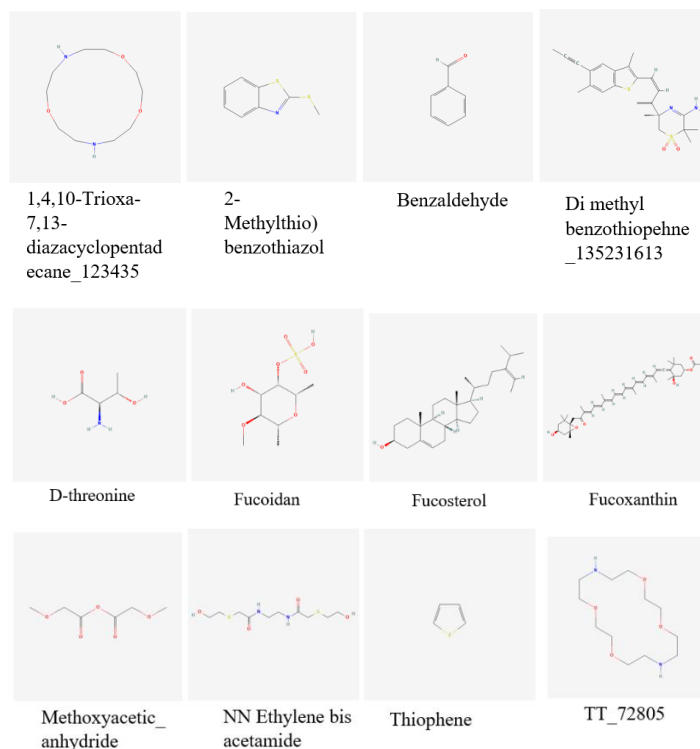 1,4,10-Trioxa-
7,13-
diazacyclopentad
ecane_123435
2-
Methylthio)
benzothiazol
Benzaldehyde
Di methyl
benzothiopehne
_135231613
D-threonine
Fucoidan
Fucosterol
Fucoxanthin
Methoxyacetic_
anhydride
NN Ethylene bis
acetamide
Thiophene
TT_72805